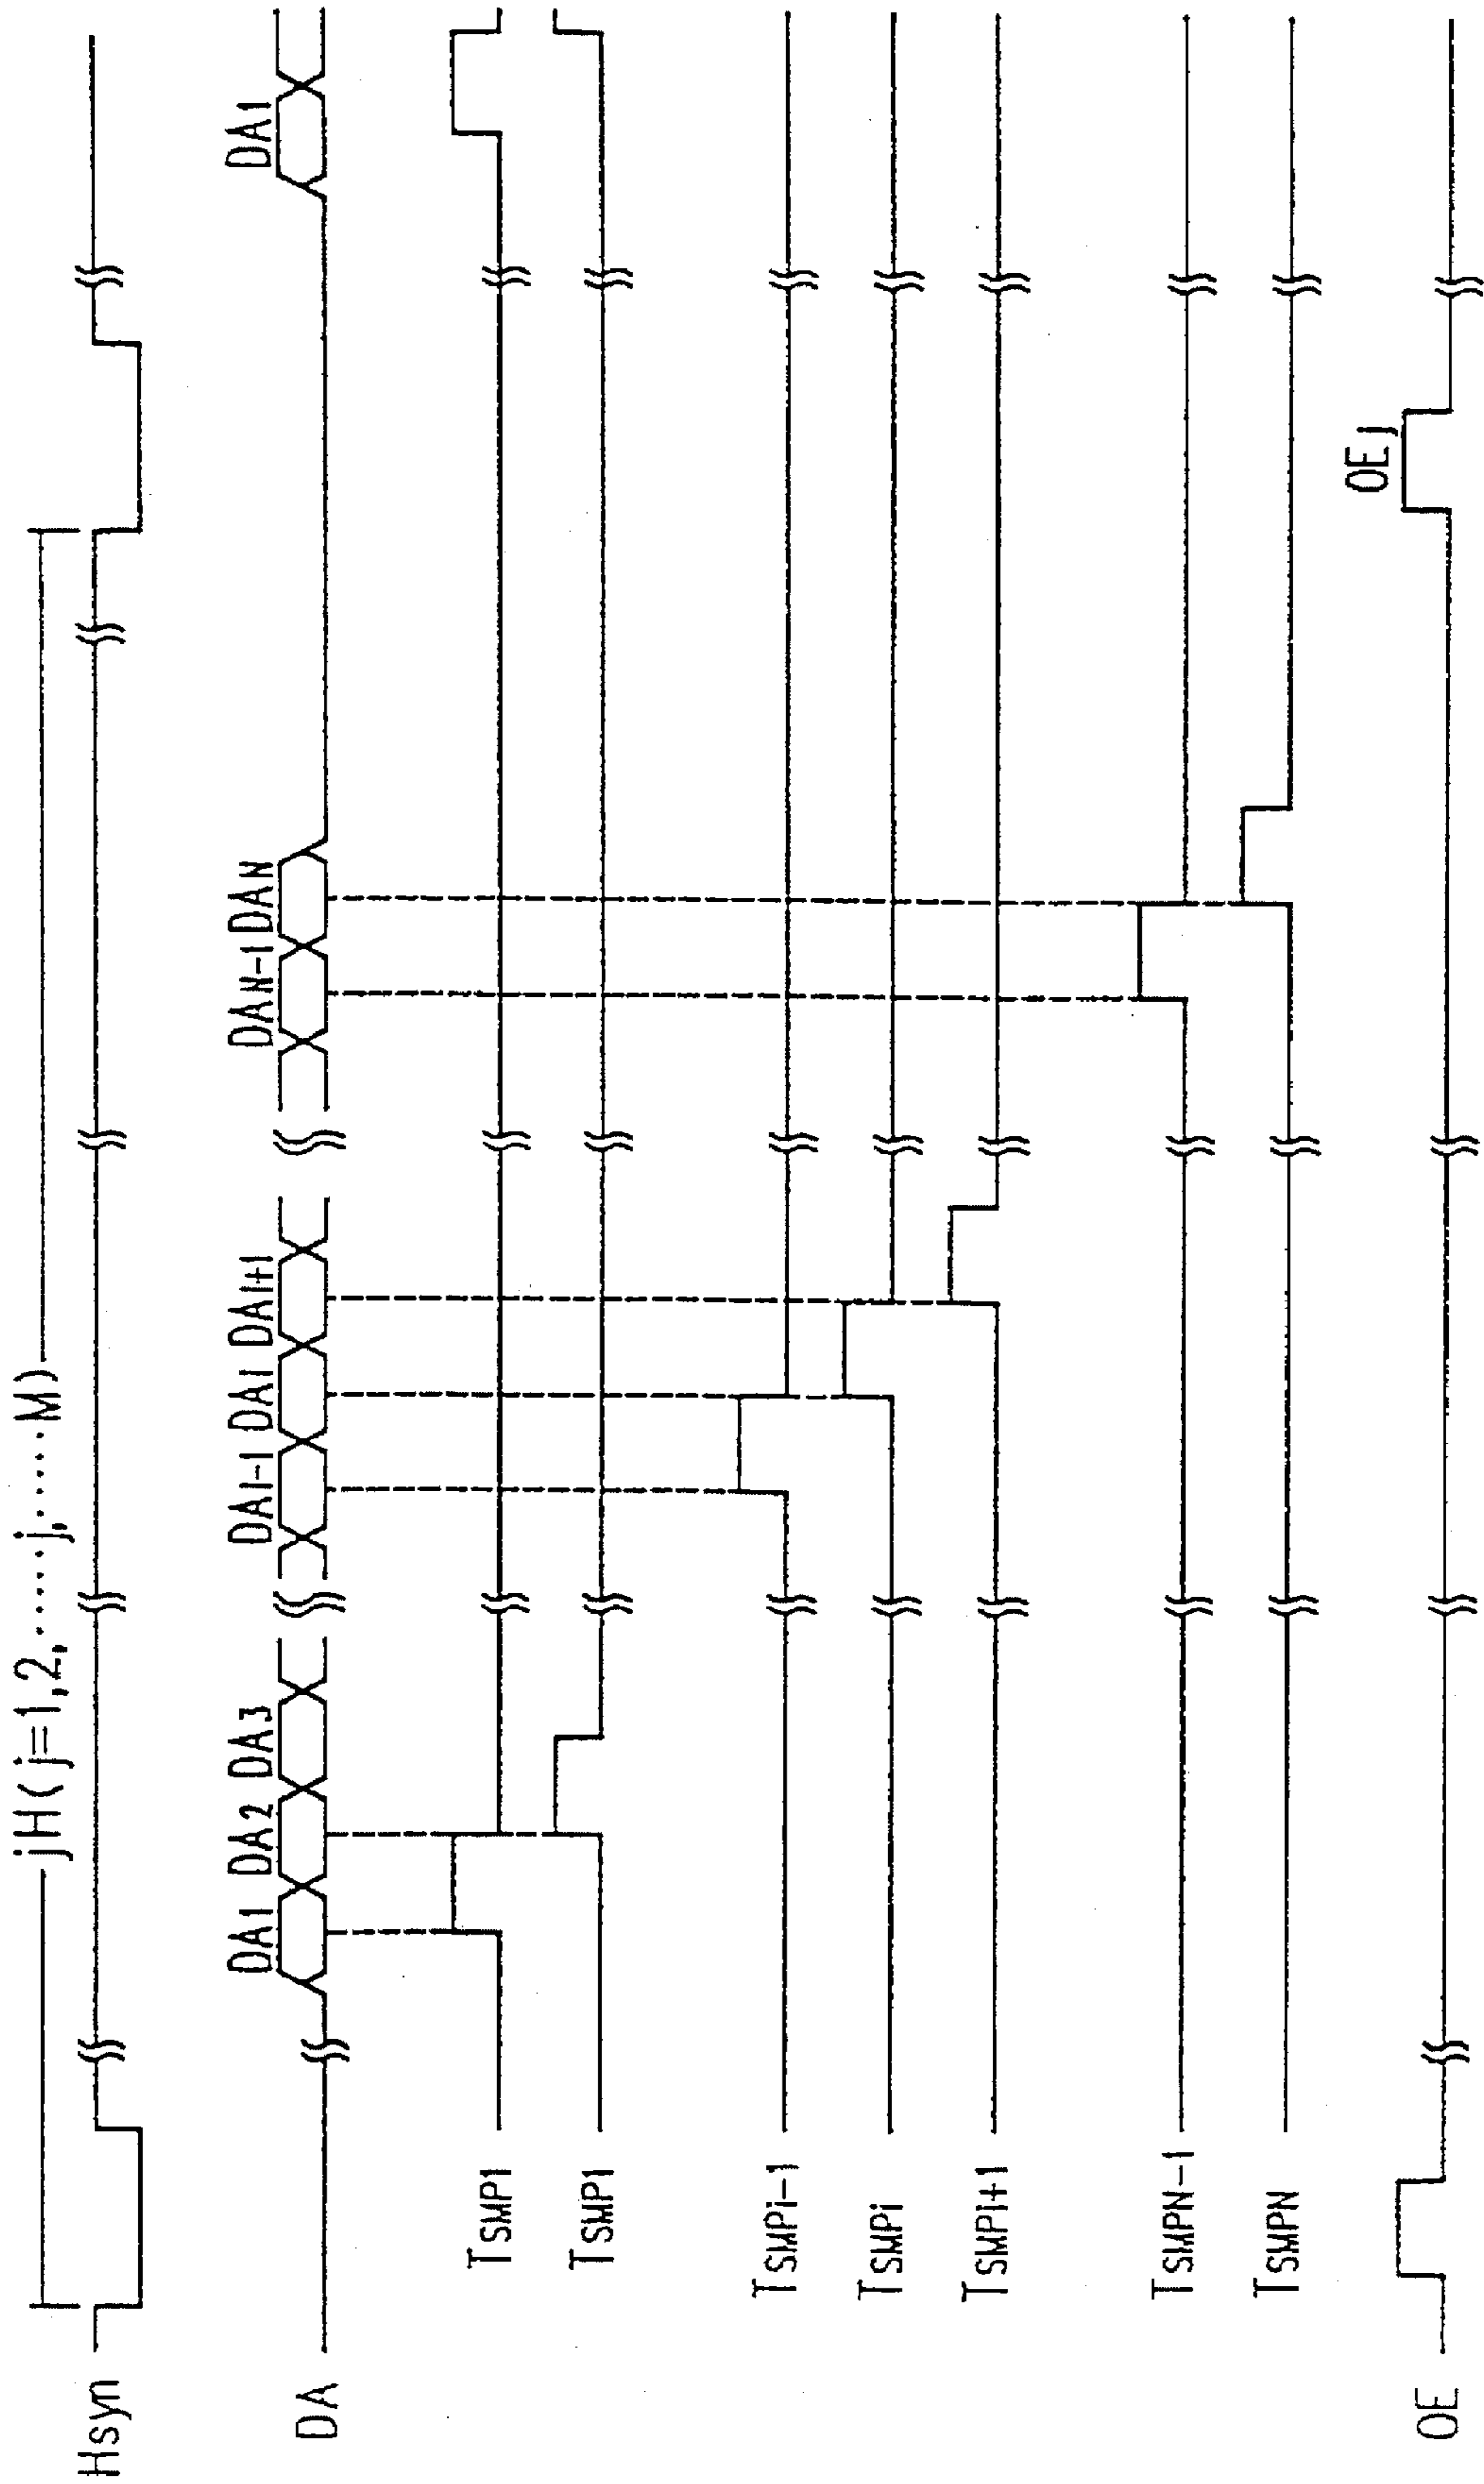 jH(j=1,2,·····j,·····M)
Hsyn
DA1 DA2 DA3 DAi-1 DAi DAi+1 DAN-1 DAN DA1
DA
TSMP1
TSMP1
TSMPi-1
TSMPi
TSMPi+1
TSMPN-1
TSMPN
OEj
OE